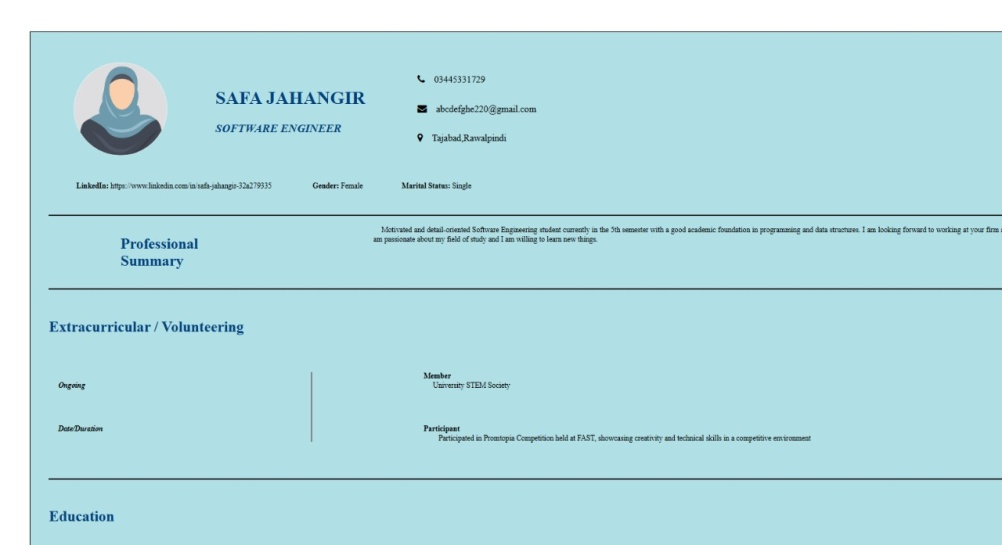 SAFA JAHANGIR
SOFTWARE ENGINEER
03445331729
abcdefghe220@gmail.com
Tajabad,Rawalpindi
LinkedIn: https://www.linkedin.com/in/safa-jahangir-32a279335 Gender: Female Marital Status: Single
Professional
Summary
Motivated and detail-oriented Software Engineering student currently in the 5th semester with a good academic foundation in programming and data structures. I am looking forward to working at your firm
am passionate about my field of study and I am willing to learn new things.
Extracurricular / Volunteering
Ongoing
Member
University STEM Society
Date/Duration
Participant
Participated in Promtopia Competition held at FAST, showcasing creativity and technical skills in a competitive environment
Education